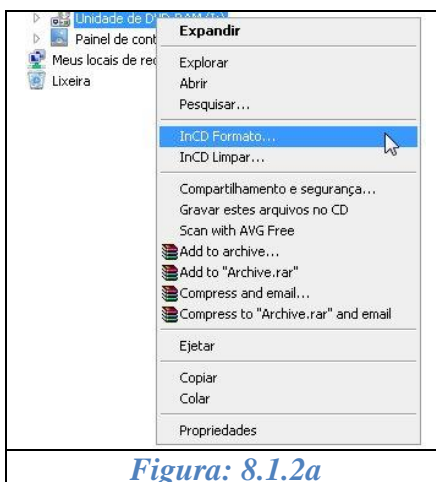 Unidade de DVD-RAM
Expandir
Painel de cont
Meus locais de red
Explorar
Lixeira
Abrir
Pesquisar...
InCD Formato...
InCD Limpar...
Compartilhamento e segurança...
Gravar estes arquivos no CD
Scan with AVG Free
Add to archive...
Add to "Archive.rar"
Compress and email...
Compress to "Archive.rar" and email
Ejetar
Copiar
Colar
Propriedades
Figura: 8.1.2a